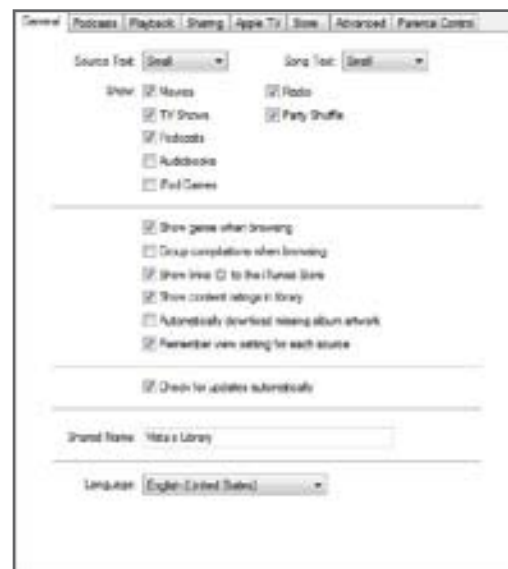 General Podcasts Playback Sharing Apple TV Store Advanced Parental Control
Source Text: Small Song Text: Small
Show: Movies Radio
TV Shows Party Shuffle
Podcasts
Audiobooks
iPod Games
Show genre when browsing
Group compilations when browsing
Show links to the iTunes Store
Show content ratings in library
Automatically download missing album artwork
Remember view setting for each source
Check for updates automatically
Shared Name: Library
Language: English (United States)